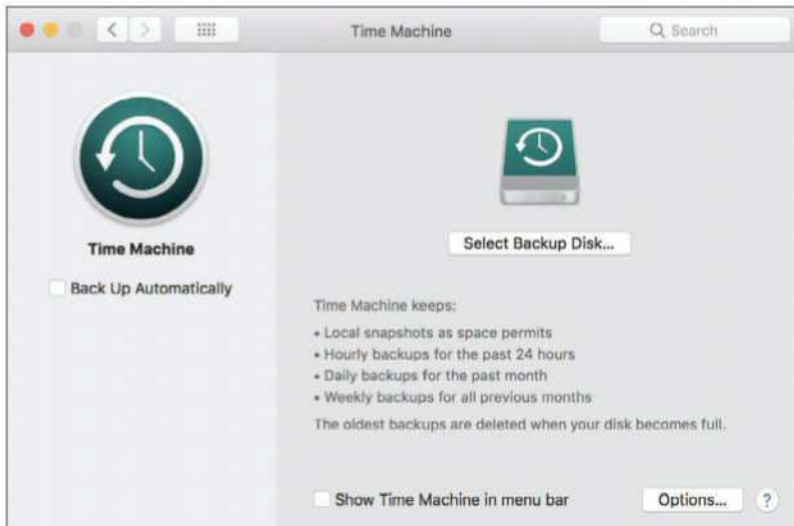 Time Machine
Search
Time Machine
Back Up Automatically
Select Backup Disk...
Time Machine keeps:
• Local snapshots as space permits
• Hourly backups for the past 24 hours
• Daily backups for the past month
• Weekly backups for all previous months
The oldest backups are deleted when your disk becomes full.
Show Time Machine in menu bar
Options...
?